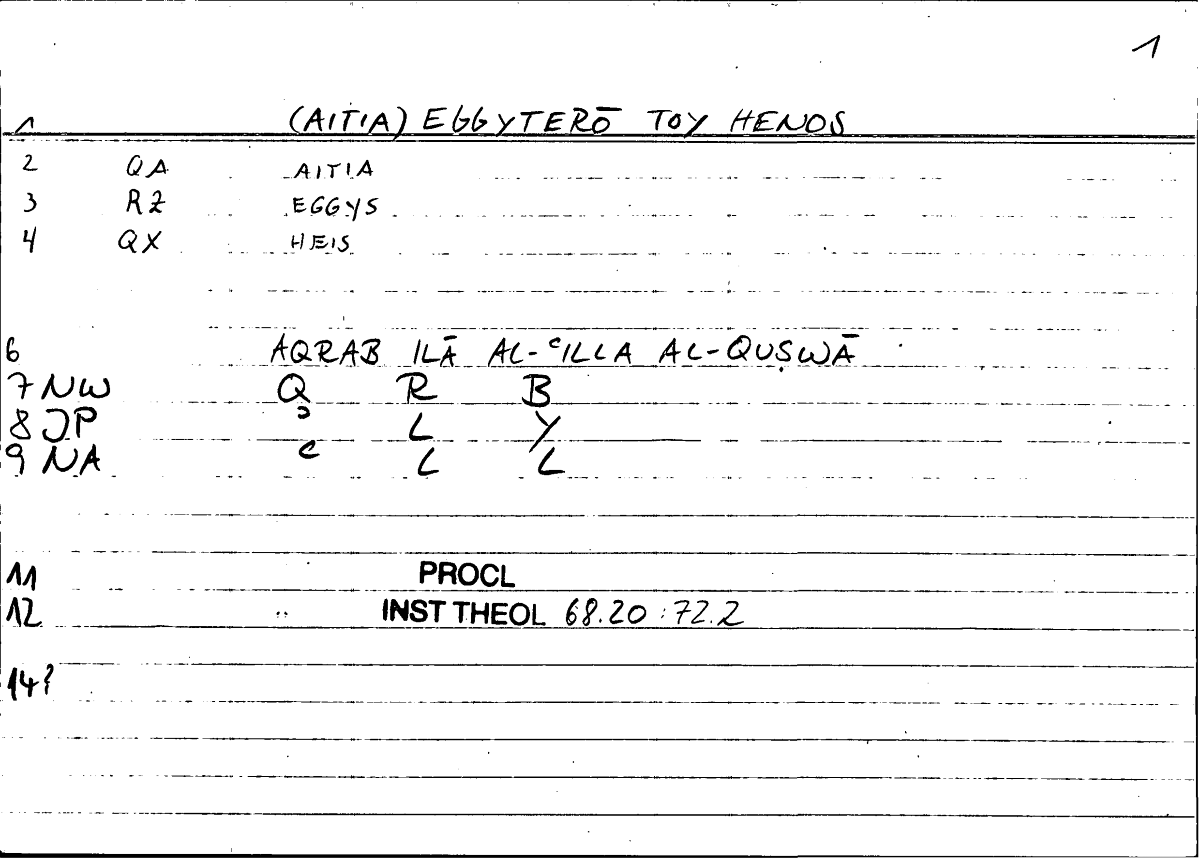 1
1 (AITIA) EGGYTERŌ TOY HENOS
2 QA AITIA
3 RZ EGGYS
4 QX HEIS
6 AQRAB ILĀ AL-ʿILLA AL-QUṢWĀ
7 NW Q R B
8 JP ʾ L Y
9 NA ʿ L L
11 PROCL
12 " INST THEOL 68.20 : 72.2
14?